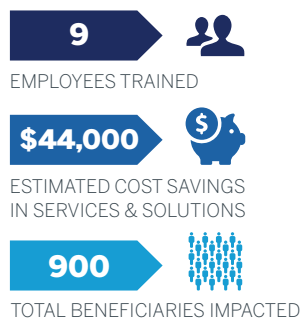 9
EMPLOYEES TRAINED
$44,000
$
ESTIMATED COST SAVINGS
IN SERVICES & SOLUTIONS
900
TOTAL BENEFICIARIES IMPACTED